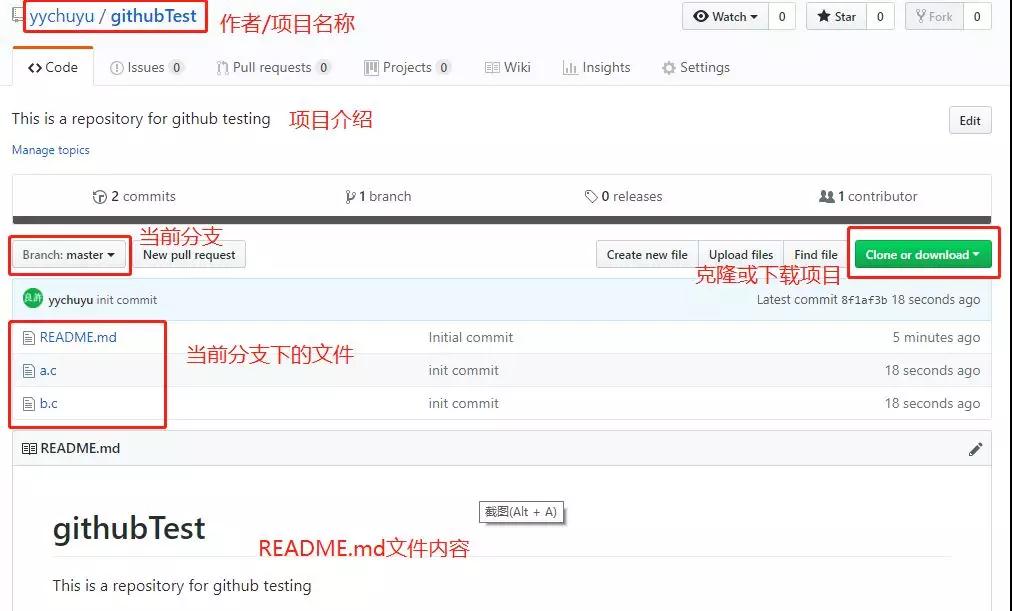 yychuyu / githubTest 作者/项目名称 Watch 0 Star 0 Fork 0
Code Issues 0 Pull requests 0 Projects 0 Wiki Insights Settings
This is a repository for github testing 项目介绍 Edit
Manage topics
2 commits 1 branch 0 releases 1 contributor
当前分支
Branch: master New pull request Create new file Upload files Find file Clone or download
克隆或下载项目
良许 yychuyu init commit Latest commit 8f1af3b 18 seconds ago
README.md Initial commit 5 minutes ago
当前分支下的文件
a.c init commit 18 seconds ago
b.c init commit 18 seconds ago
README.md
截图(Alt + A)
githubTest
README.md文件内容
This is a repository for github testing